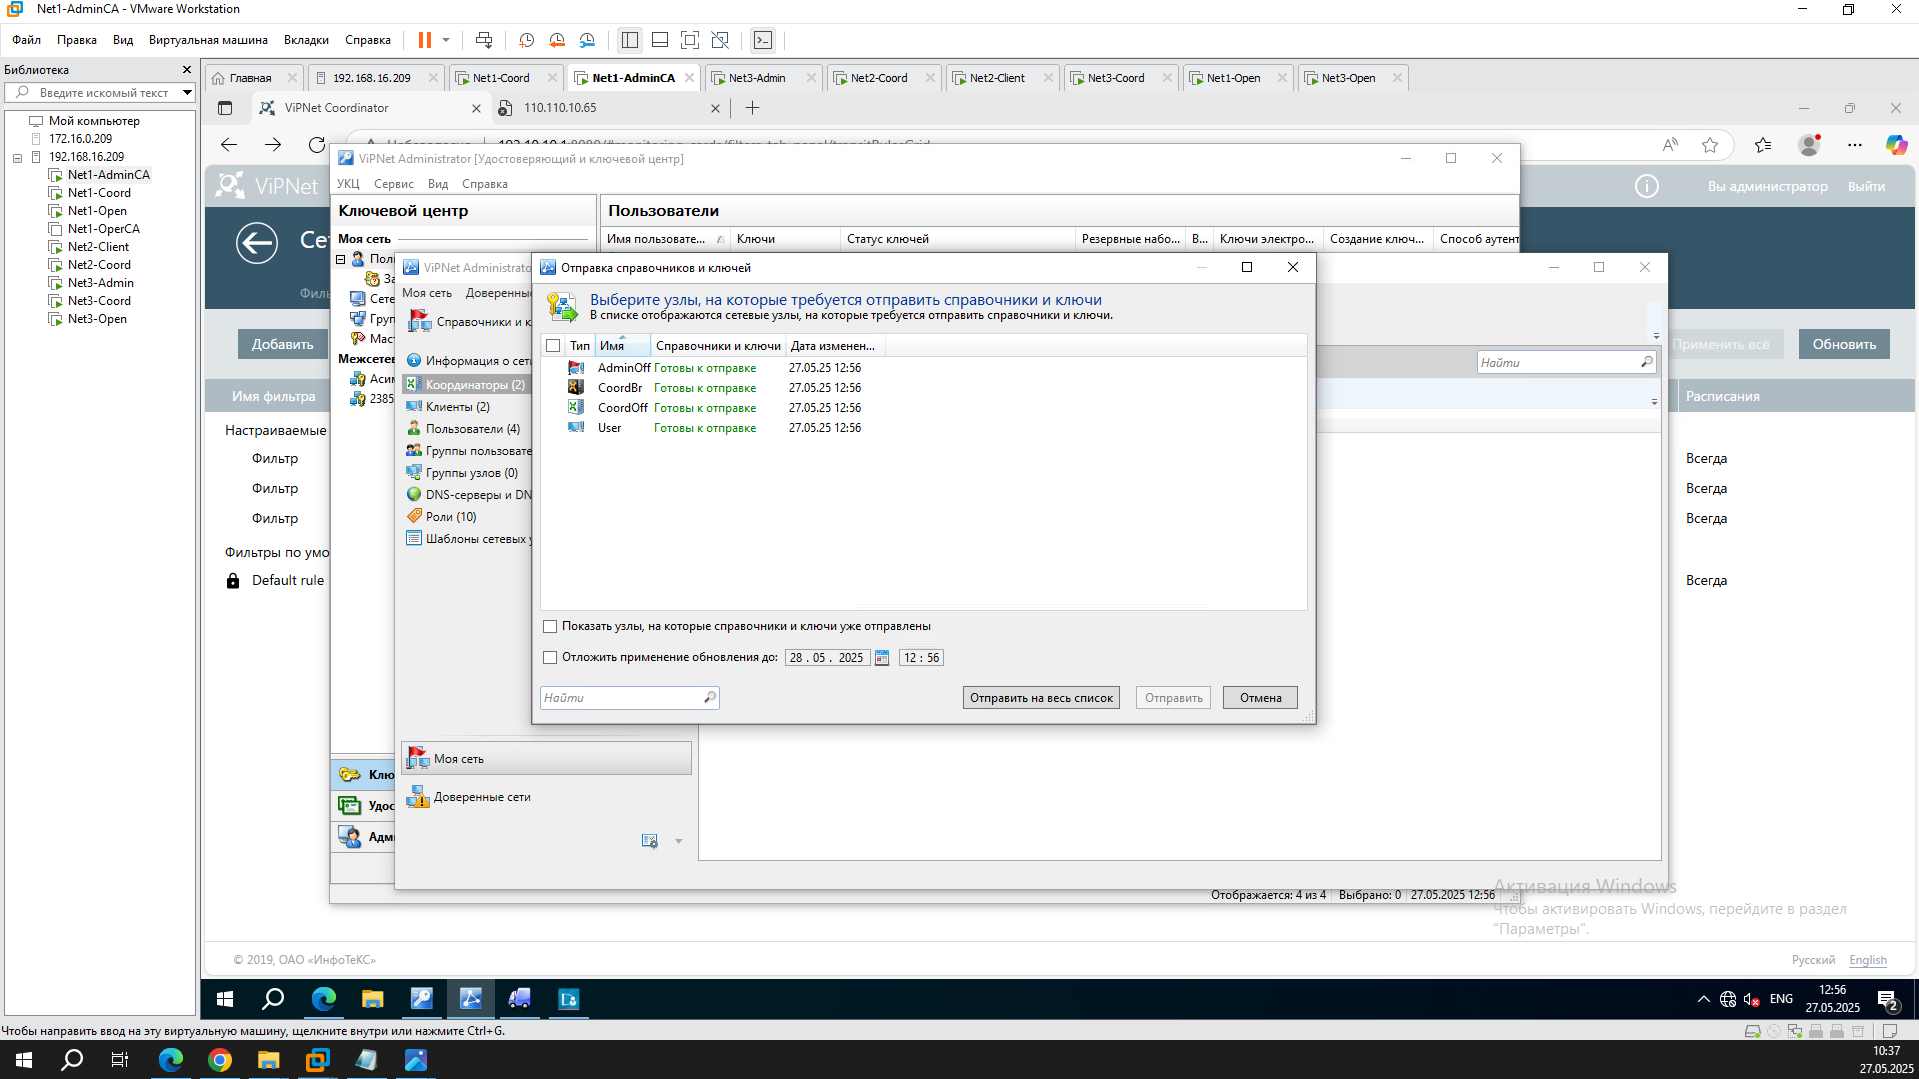 Net1-AdminCA - VMware Workstation
Файл Правка Вид Виртуальная машина Вкладки Справка
Библиотека
Введите искомый текст
Мой компьютер
172.16.0.209
192.168.16.209
Net1-AdminCA
Net1-Coord
Net1-Open
Net1-OperCA
Net2-Client
Net2-Coord
Net3-Admin
Net3-Coord
Net3-Open
Главная 192.168.16.209 Net1-Coord Net1-AdminCA Net3-Admin Net2-Coord Net2-Client Net3-Coord Net1-Open Net3-Open
ViPNet Coordinator 110.110.10.65
ViPNet
Вы администратор Выйти
Добавить
Применить всё Обновить
Имя фильтра Расписания
Настраиваемые
Фильтр Всегда
Фильтр Всегда
Фильтр Всегда
Фильтры по умо
Default rule Всегда
© 2019, ОАО «ИнфоТеКС»
Русский English
ViPNet Administrator [Удостоверяющий и ключевой центр]
УКЦ Сервис Вид Справка
Ключевой центр
Пользователи
Моя сеть
Имя пользовате... Ключи Статус ключей Резервные набо... В... Ключи электро... Создание ключ... Способ аутент
Пол
За
Сете
Груп
Маст
Межсетев
Асим
2385
Клю
Удос
Адми
Отображается: 4 из 4 Выбрано: 0 27.05.2025 12:56
ViPNet Administrato
Моя сеть Доверенные
Справочники и к
Найти
Информация о сети
Координаторы (2)
Клиенты (2)
Пользователи (4)
Группы пользовате
Группы узлов (0)
DNS-серверы и DN
Роли (10)
Шаблоны сетевых у
Моя сеть
Доверенные сети
Отправка справочников и ключей
Выберите узлы, на которые требуется отправить справочники и ключи
В списке отображаются сетевые узлы, на которые требуется отправить справочники и ключи.
Тип Имя Справочники и ключи Дата изменен...
AdminOff Готовы к отправке 27.05.25 12:56
CoordBr Готовы к отправке 27.05.25 12:56
CoordOff Готовы к отправке 27.05.25 12:56
User Готовы к отправке 27.05.25 12:56
Показать узлы, на которые справочники и ключи уже отправлены
Отложить применение обновления до: 28 . 05 . 2025 12 : 56
Найти
Отправить на весь список Отправить Отмена
Активация Windows
Чтобы активировать Windows, перейдите в раздел
"Параметры".
ENG 12:56
27.05.2025
2
Чтобы направить ввод на эту виртуальную машину, щелкните внутри или нажмите Ctrl+G.
10:37
27.05.2025